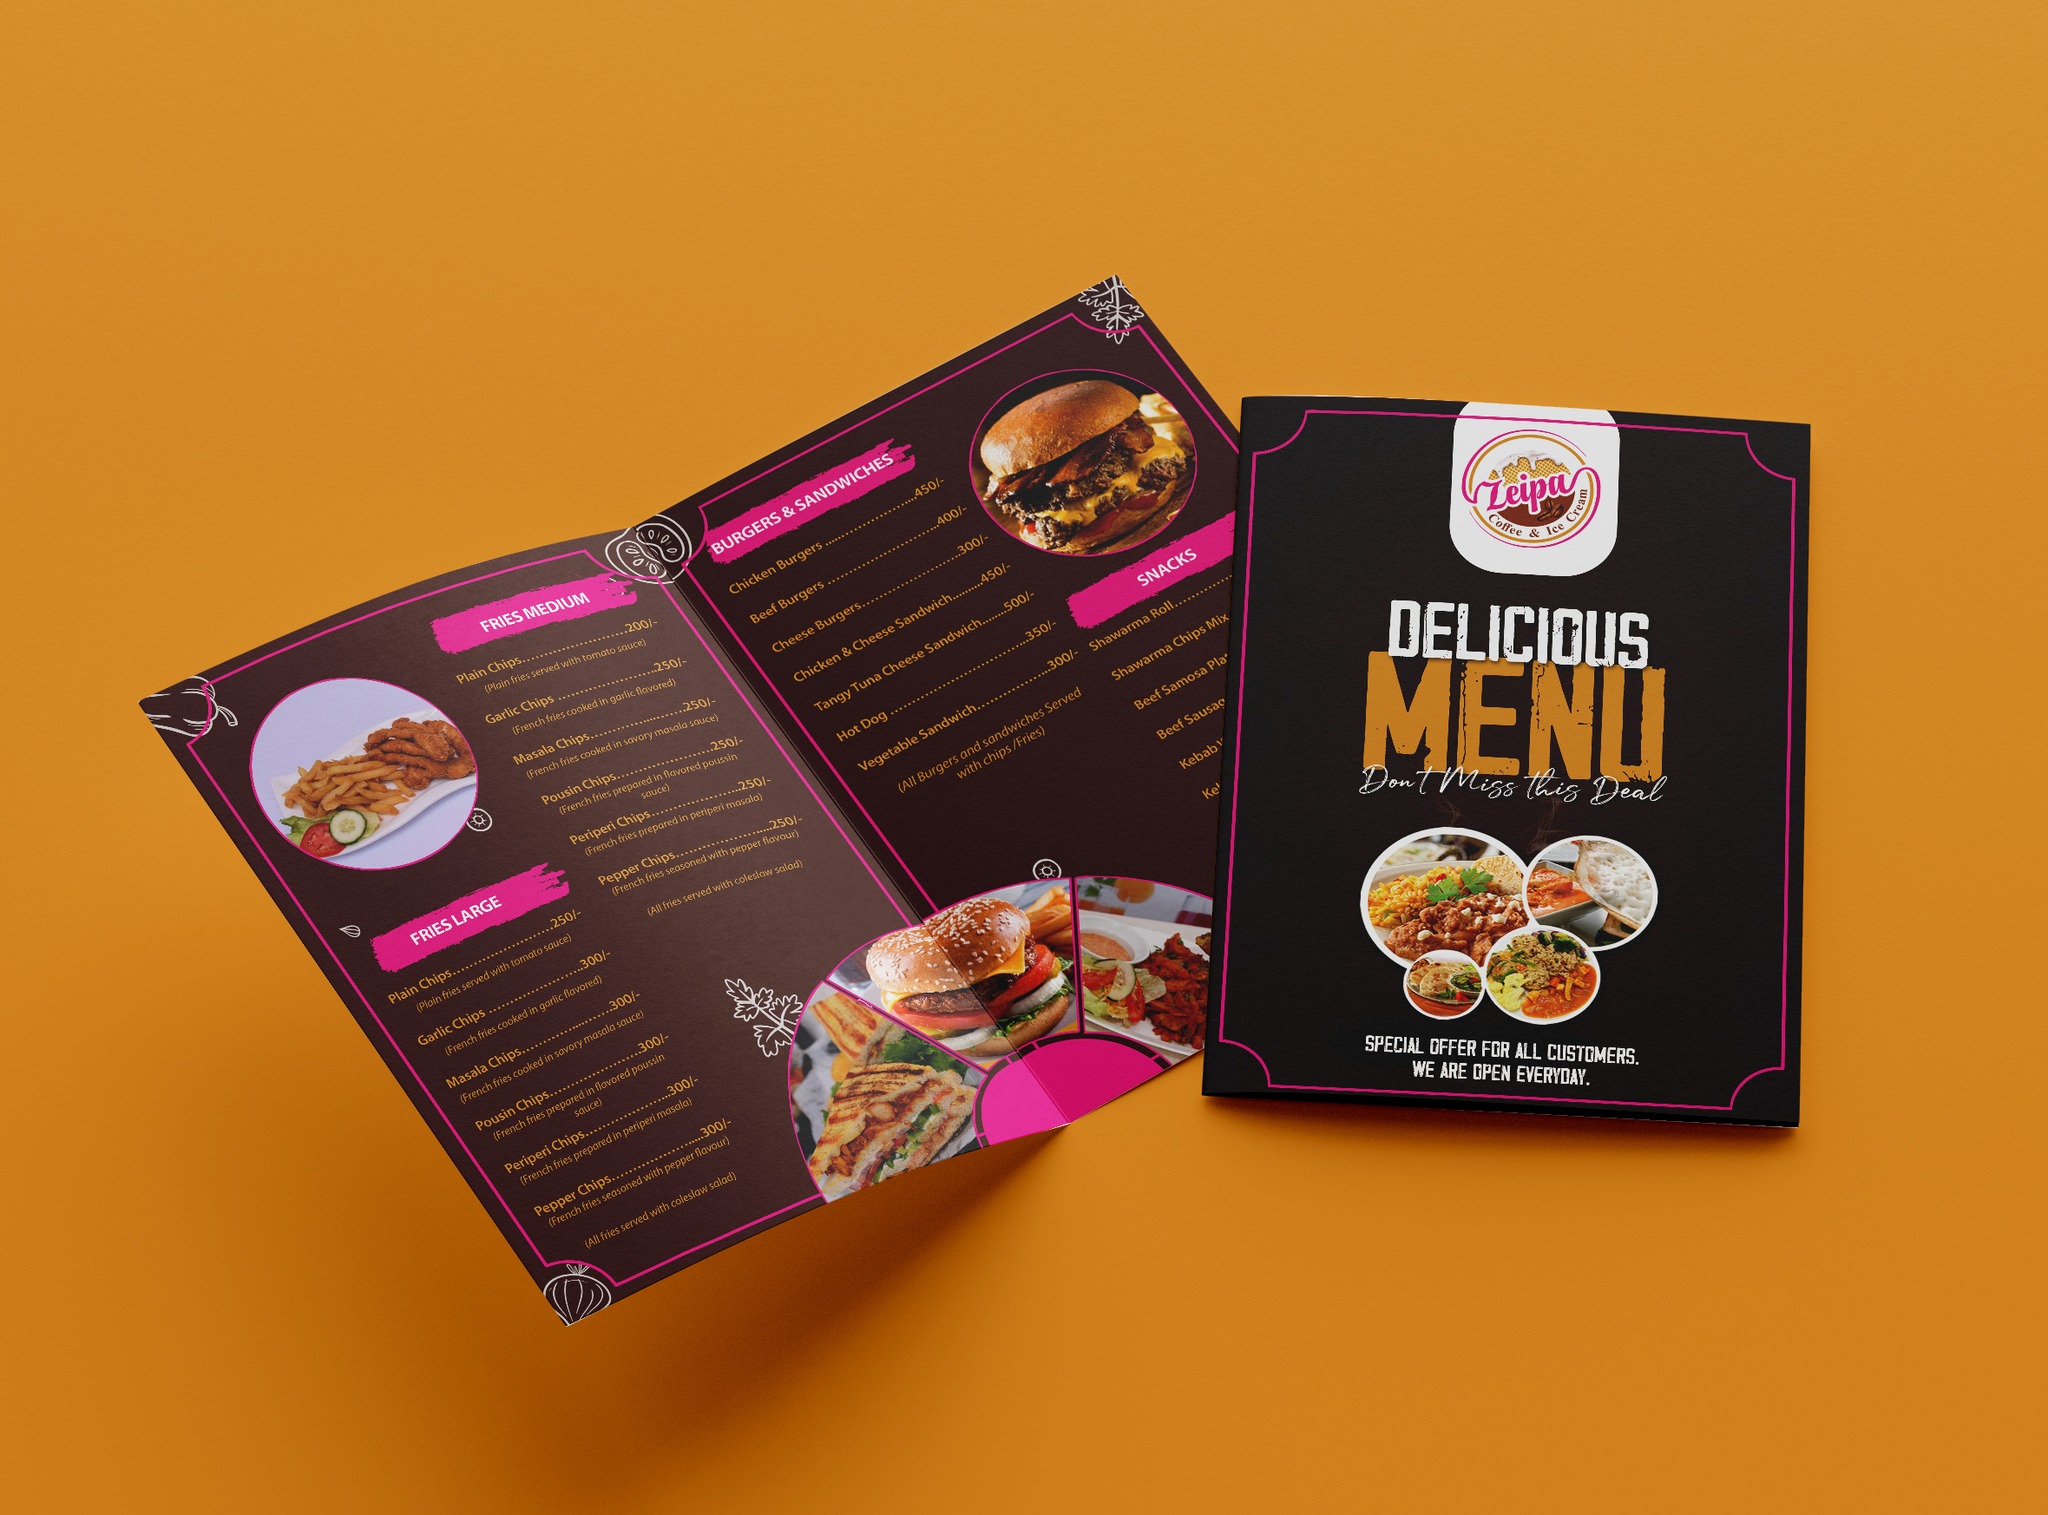 FRIES MEDIUM
Plain Chips........................200/-
(Plain fries served with tomato sauce)
Garlic Chips ......................250/-
(French fries cooked in garlic flavored)
Masala Chips.....................250/-
(French fries cooked in savory masala sauce)
Pousin Chips......................250/-
(French fries prepared in flavored poussin
sauce)
Periperi Chips.....................250/-
(French fries prepared in periperi masala)
Pepper Chips.....................250/-
(French fries seasoned with pepper flavour)
(All fries served with coleslaw salad)
FRIES LARGE
Plain Chips........................250/-
(Plain fries served with tomato sauce)
Garlic Chips ......................300/-
(French fries cooked in garlic flavored)
Masala Chips.....................300/-
(French fries cooked in savory masala sauce)
Pousin Chips......................300/-
(French fries prepared in flavored poussin
sauce)
Periperi Chips....................300/-
(French fries prepared in periperi masala)
Pepper Chips.....................300/-
(French fries seasoned with pepper flavour)
(All fries served with coleslaw salad)
BURGERS & SANDWICHES
Chicken Burgers ......................450/-
Beef Burgers ...........................400/-
Cheese Burgers........................300/-
Chicken & Cheese Sandwich.........450/-
Tangy Tuna Cheese Sandwich.....500/-
Hot Dog .................................350/-
Vegetable Sandwich..................300/-
(All Burgers and sandwiches Served
with chips /Fries)
SNACKS
Shawarma Roll..........
Shawarma Chips Mix
Beef Samosa
Beef
Kebab
Zeipa
Coffee & Ice Cream
DELICIOUS
MENU
Don't Miss this Deal
SPECIAL OFFER FOR ALL CUSTOMERS.
WE ARE OPEN EVERYDAY.